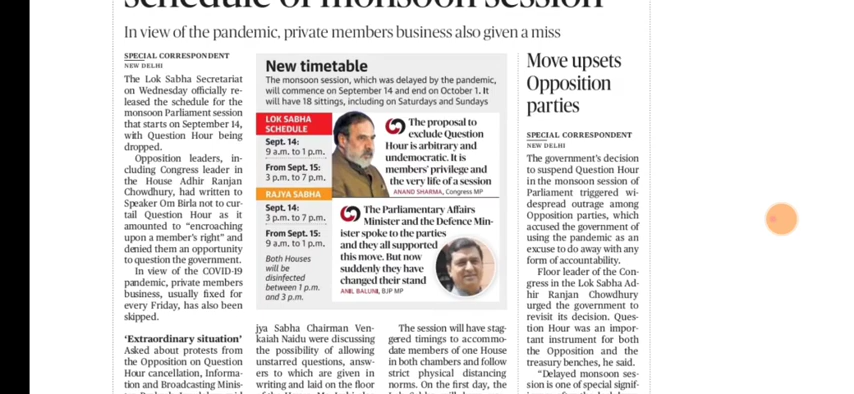 schedule of monsoon session
In view of the pandemic, private members business also given a miss
SPECIAL CORRESPONDENT
NEW DELHI
The Lok Sabha Secretariat
on Wednesday officially re-
leased the schedule for the
monsoon Parliament session
that starts on September 14,
with Question Hour being
dropped.
Opposition leaders, in-
cluding Congress leader in
the House Adhir Ranjan
Chowdhury, had written to
Speaker Om Birla not to cur-
tail Question Hour as it
amounted to “encroaching
upon a member’s right” and
denied them an opportunity
to question the government.
In view of the COVID-19
pandemic, private members
business, usually fixed for
every Friday, has also been
skipped.
‘Extraordinary situation’
Asked about protests from
the Opposition on Question
Hour cancellation, Informa-
tion and Broadcasting Minis-
New timetable
The monsoon session, which was delayed by the pandemic,
will commence on September 14 and end on October 1. It
will have 18 sittings, including on Saturdays and Sundays
LOK SABHA
SCHEDULE
Sept. 14:
9 a.m. to 1 p.m.
From Sept. 15:
3 p.m. to 7 p.m.
RAJYA SABHA
Sept. 14:
3 p.m. to 7 p.m.
From Sept. 15:
9 a.m. to 1 p.m.
Both Houses
will be
disinfected
between 1 p.m.
and 3 p.m.
The proposal to
exclude Question
Hour is arbitrary and
undemocratic. It is
members’ privilege and
the very life of a session
ANAND SHARMA, Congress MP
The Parliamentary Affairs
Minister and the Defence Min-
ister spoke to the parties
and they all supported
this move. But now
suddenly they have
changed their stand
ANIL BALUNI, BJP MP
jya Sabha Chairman Ven-
kaiah Naidu were discussing
the possibility of allowing
unstarred questions, answ-
ers to which are given in
writing and laid on the floor
The session will have stag-
gered timings to accommo-
date members of one House
in both chambers and follow
strict physical distancing
norms. On the first day, the
Move upsets
Opposition
parties
SPECIAL CORRESPONDENT
NEW DELHI
The government’s decision
to suspend Question Hour
in the monsoon session of
Parliament triggered wi-
despread outrage among
Opposition parties, which
accused the government of
using the pandemic as an
excuse to do away with any
form of accountability.
Floor leader of the Con-
gress in the Lok Sabha Ad-
hir Ranjan Chowdhury
urged the government to
revisit its decision. Ques-
tion Hour was an impor-
tant instrument for both
the Opposition and the
treasury benches, he said.
“Delayed monsoon ses-
sion is one of special signif-